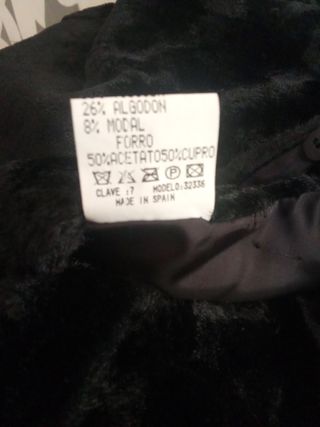 26% ALGODON
8% MODAL
FORRO
50%ACETATO50%CUPRO
P
CLAVE :7 MODELO:32336
MADE IN SPAIN